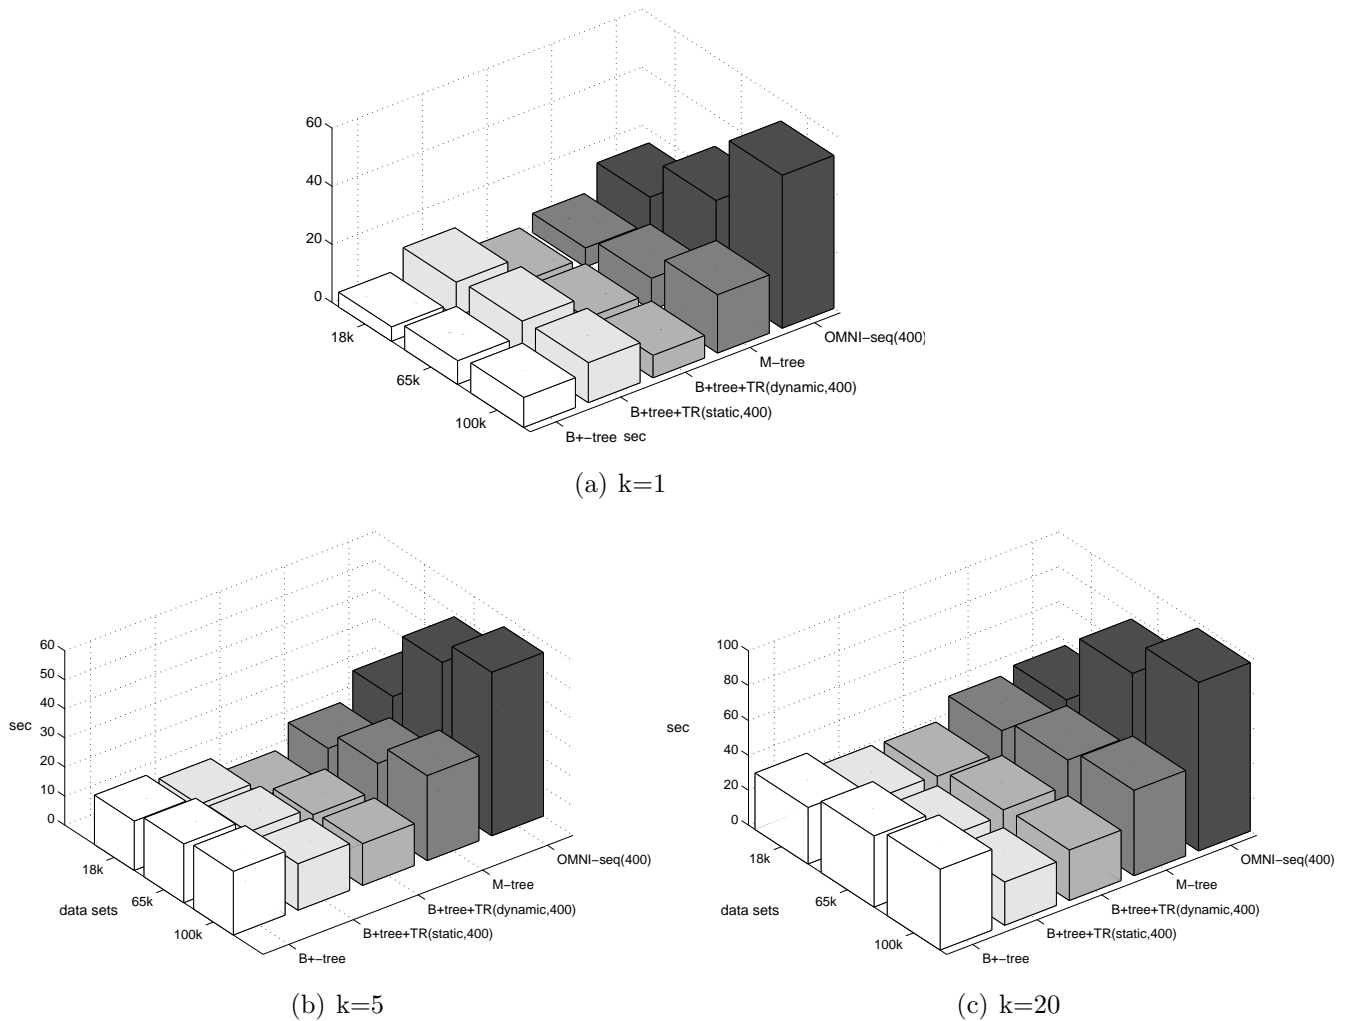 60
40
20
0
18k
65k
100k
OMNI−seq(400)
M−tree
B+tree+TR(dynamic,400)
B+tree+TR(static,400)
B+−tree sec
(a) k=1
60
50
40
30
20
10
0
sec
18k
65k
100k
data sets
OMNI−seq(400)
M−tree
B+tree+TR(dynamic,400)
B+tree+TR(static,400)
B+−tree
(b) k=5
100
80
60
40
20
0
sec
18k
65k
100k
data sets
OMNI−seq(400)
M−tree
B+tree+TR(dynamic,400)
B+tree+TR(static,400)
B+−tree
(c) k=20